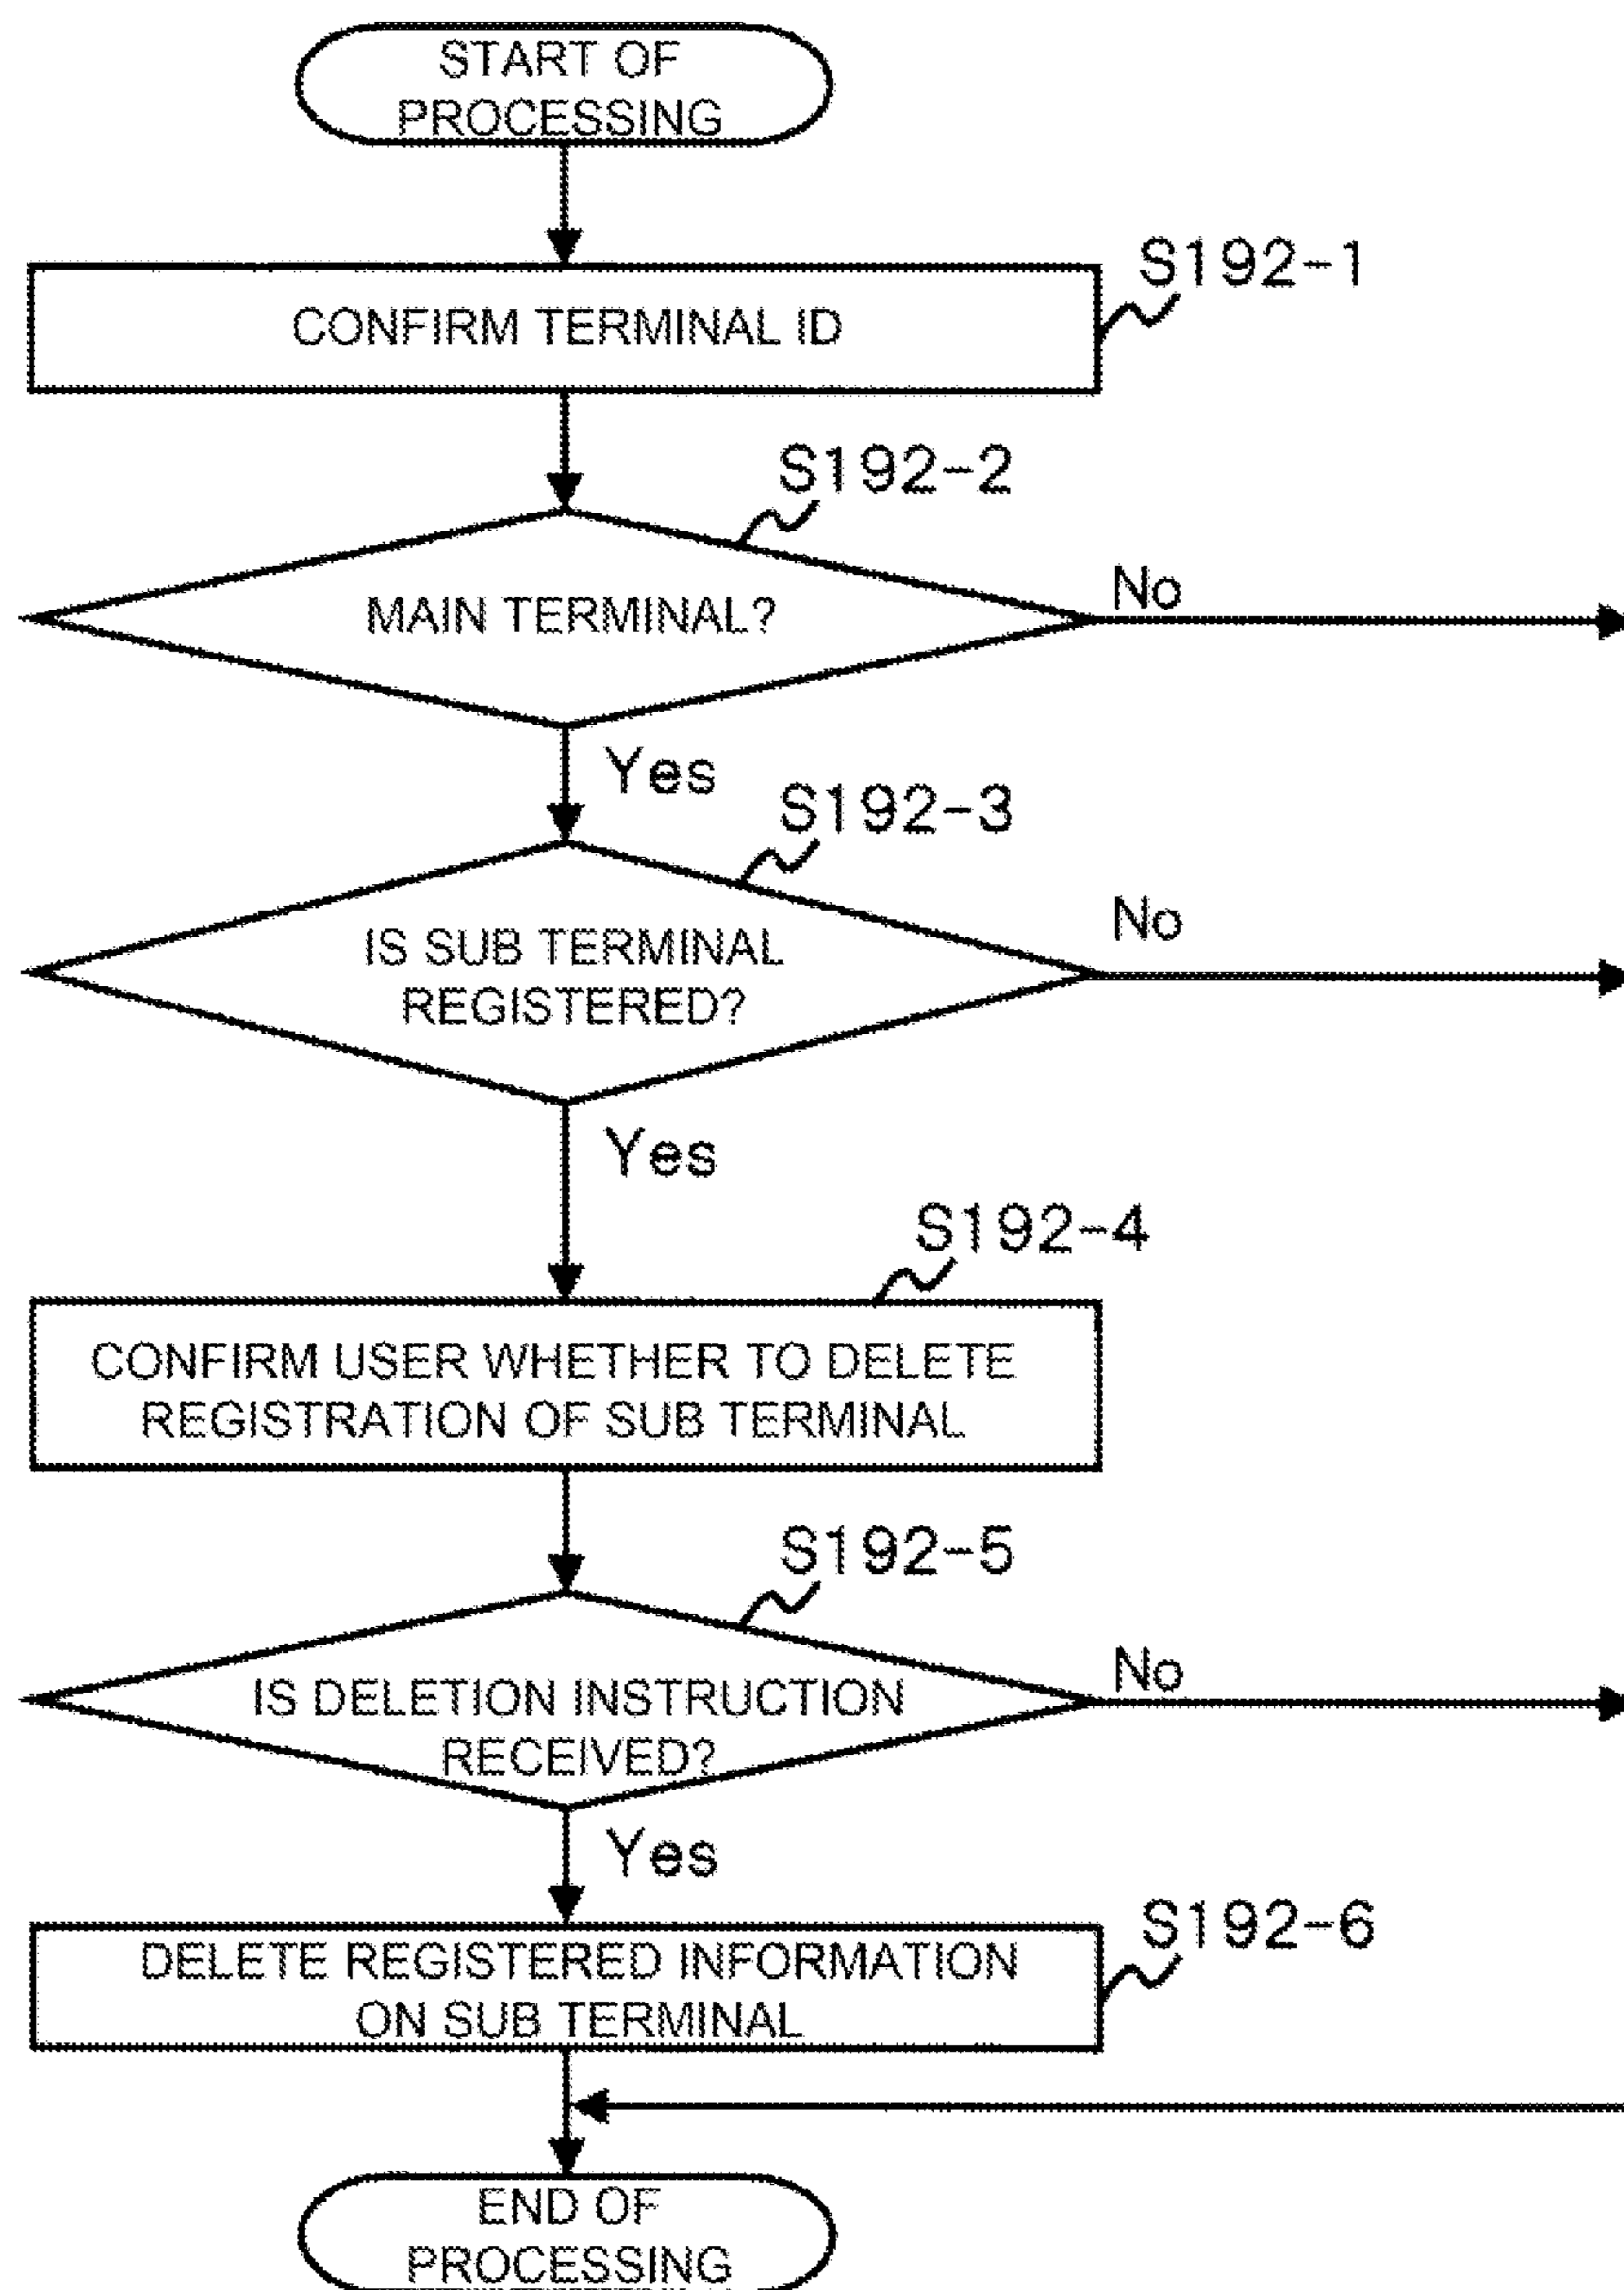 START OF
PROCESSING
S192-1
CONFIRM TERMINAL ID
S192-2
MAIN TERMINAL?
No
Yes
S192-3
IS SUB TERMINAL
REGISTERED?
No
Yes
S192-4
CONFIRM USER WHETHER TO DELETE
REGISTRATION OF SUB TERMINAL
S192-5
IS DELETION INSTRUCTION
RECEIVED?
No
Yes
S192-6
DELETE REGISTERED INFORMATION
ON SUB TERMINAL
END OF
PROCESSING